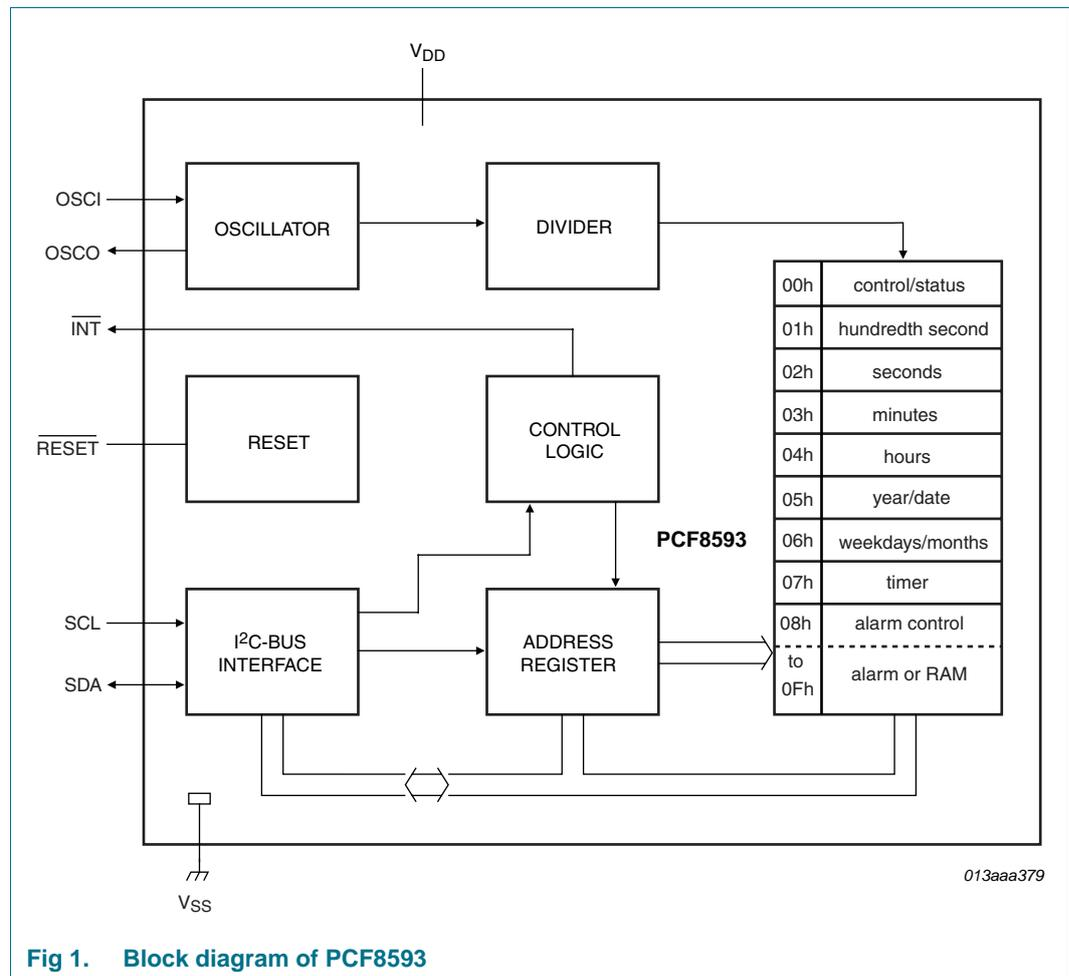 VDD
OSCI
OSCO
INT
RESET
SCL
SDA
OSCILLATOR
DIVIDER
RESET
CONTROL
LOGIC
PCF8593
I²C-BUS
INTERFACE
ADDRESS
REGISTER
00h control/status
01h hundredth second
02h seconds
03h minutes
04h hours
05h year/date
06h weekdays/months
07h timer
08h alarm control
to
0Fh alarm or RAM
VSS
013aaa379
Fig 1. Block diagram of PCF8593